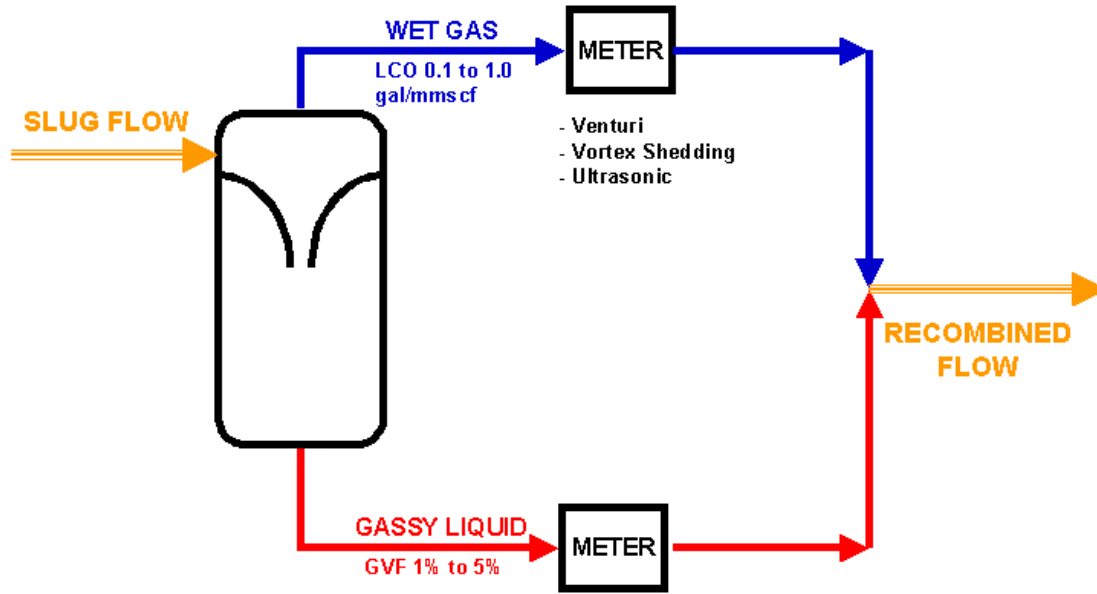 WET GAS
LCO 0.1 to 1.0
gal/mmscf
METER
SLUG FLOW
- Venturi
- Vortex Shedding
- Ultrasonic
RECOMBINED
FLOW
GASSY LIQUID
GVF 1% to 5%
METER